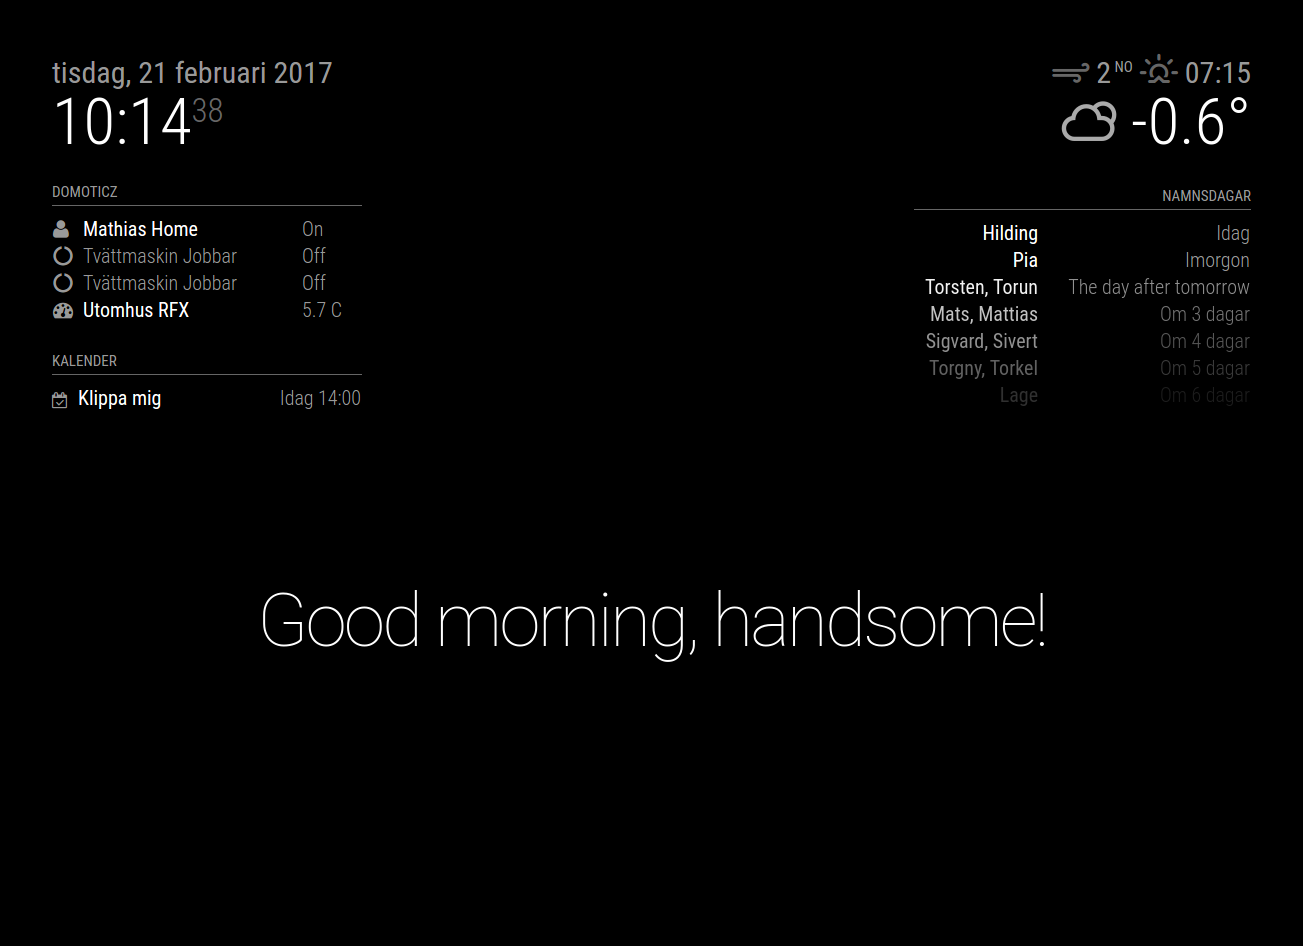 tisdag, 21 februari 2017
10:14 38
2 NO 07:15
-0.6°
DOMOTICZ
Mathias Home On
Tvättmaskin Jobbar Off
Tvättmaskin Jobbar Off
Utomhus RFX 5.7 C
KALENDER
Klippa mig Idag 14:00
NAMNSDAGAR
Hilding Idag
Pia Imorgon
Torsten, Torun The day after tomorrow
Mats, Mattias Om 3 dagar
Sigvard, Sivert Om 4 dagar
Torgny, Torkel Om 5 dagar
Lage Om 6 dagar
Good morning, handsome!